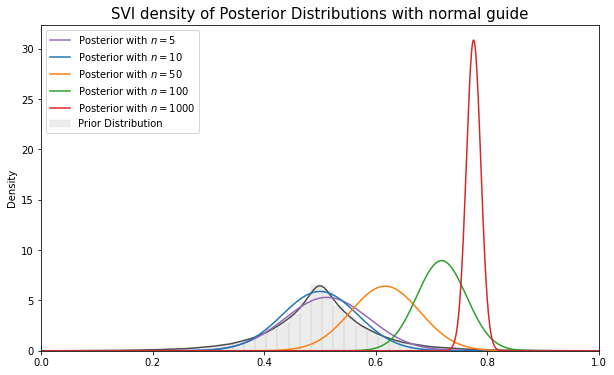 SVI density of Posterior Distributions with normal guide
Posterior with n = 5
Posterior with n = 10
Posterior with n = 50
Posterior with n = 100
Posterior with n = 1000
Prior Distribution
Density
30
25
20
15
10
5
0
0.0 0.2 0.4 0.6 0.8 1.0